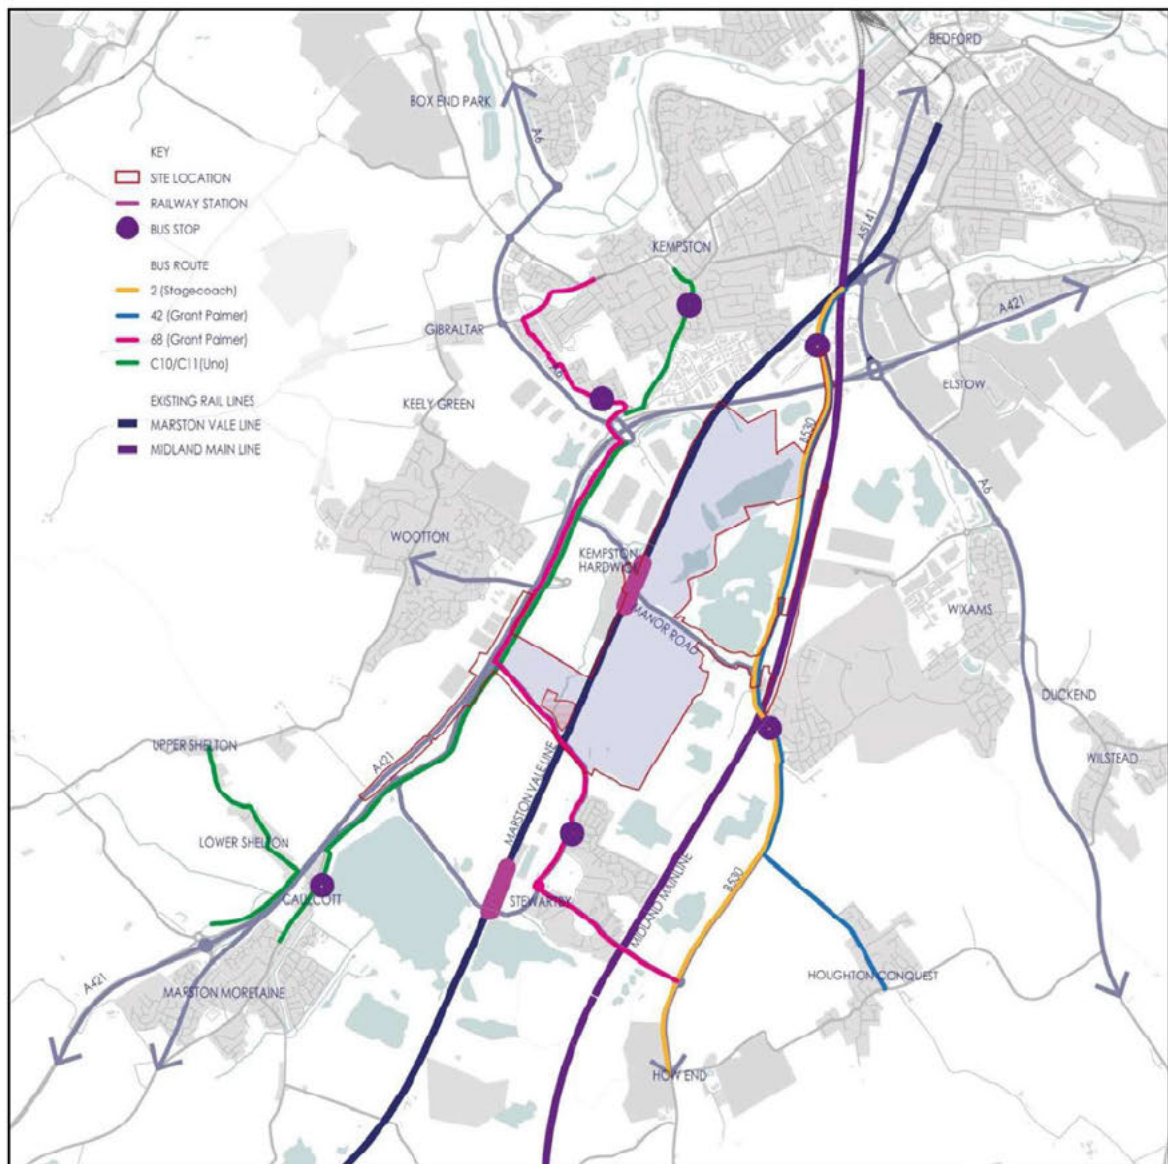 BEDFORD
BOX END PARK
A6
KEY
SITE LOCATION
RAILWAY STATION
BUS STOP
BUS ROUTE
2 (Stagecoach)
42 (Grant Palmer)
68 (Grant Palmer)
C10/C11(Uno)
EXISTING RAIL LINES
MARSTON VALE LINE
MIDLAND MAIN LINE
A5141
KEMPSTON
A421
GIBRALTAR
A6
ELSTOW
KEELY GREEN
B530
A6
WOOTTON
KEMPSTON
HARDWICK
MANOR ROAD
WIXAMS
DUCKEND
UPPER SHELTON
A421
WILSTEAD
MARSTON VALE LINE
LOWER SHELTON
CAULCOTT
STEWARTBY
MIDLAND MAINLINE
B530
HOUGHTON CONQUEST
A421
MARSTON MORETAINE
HOW END